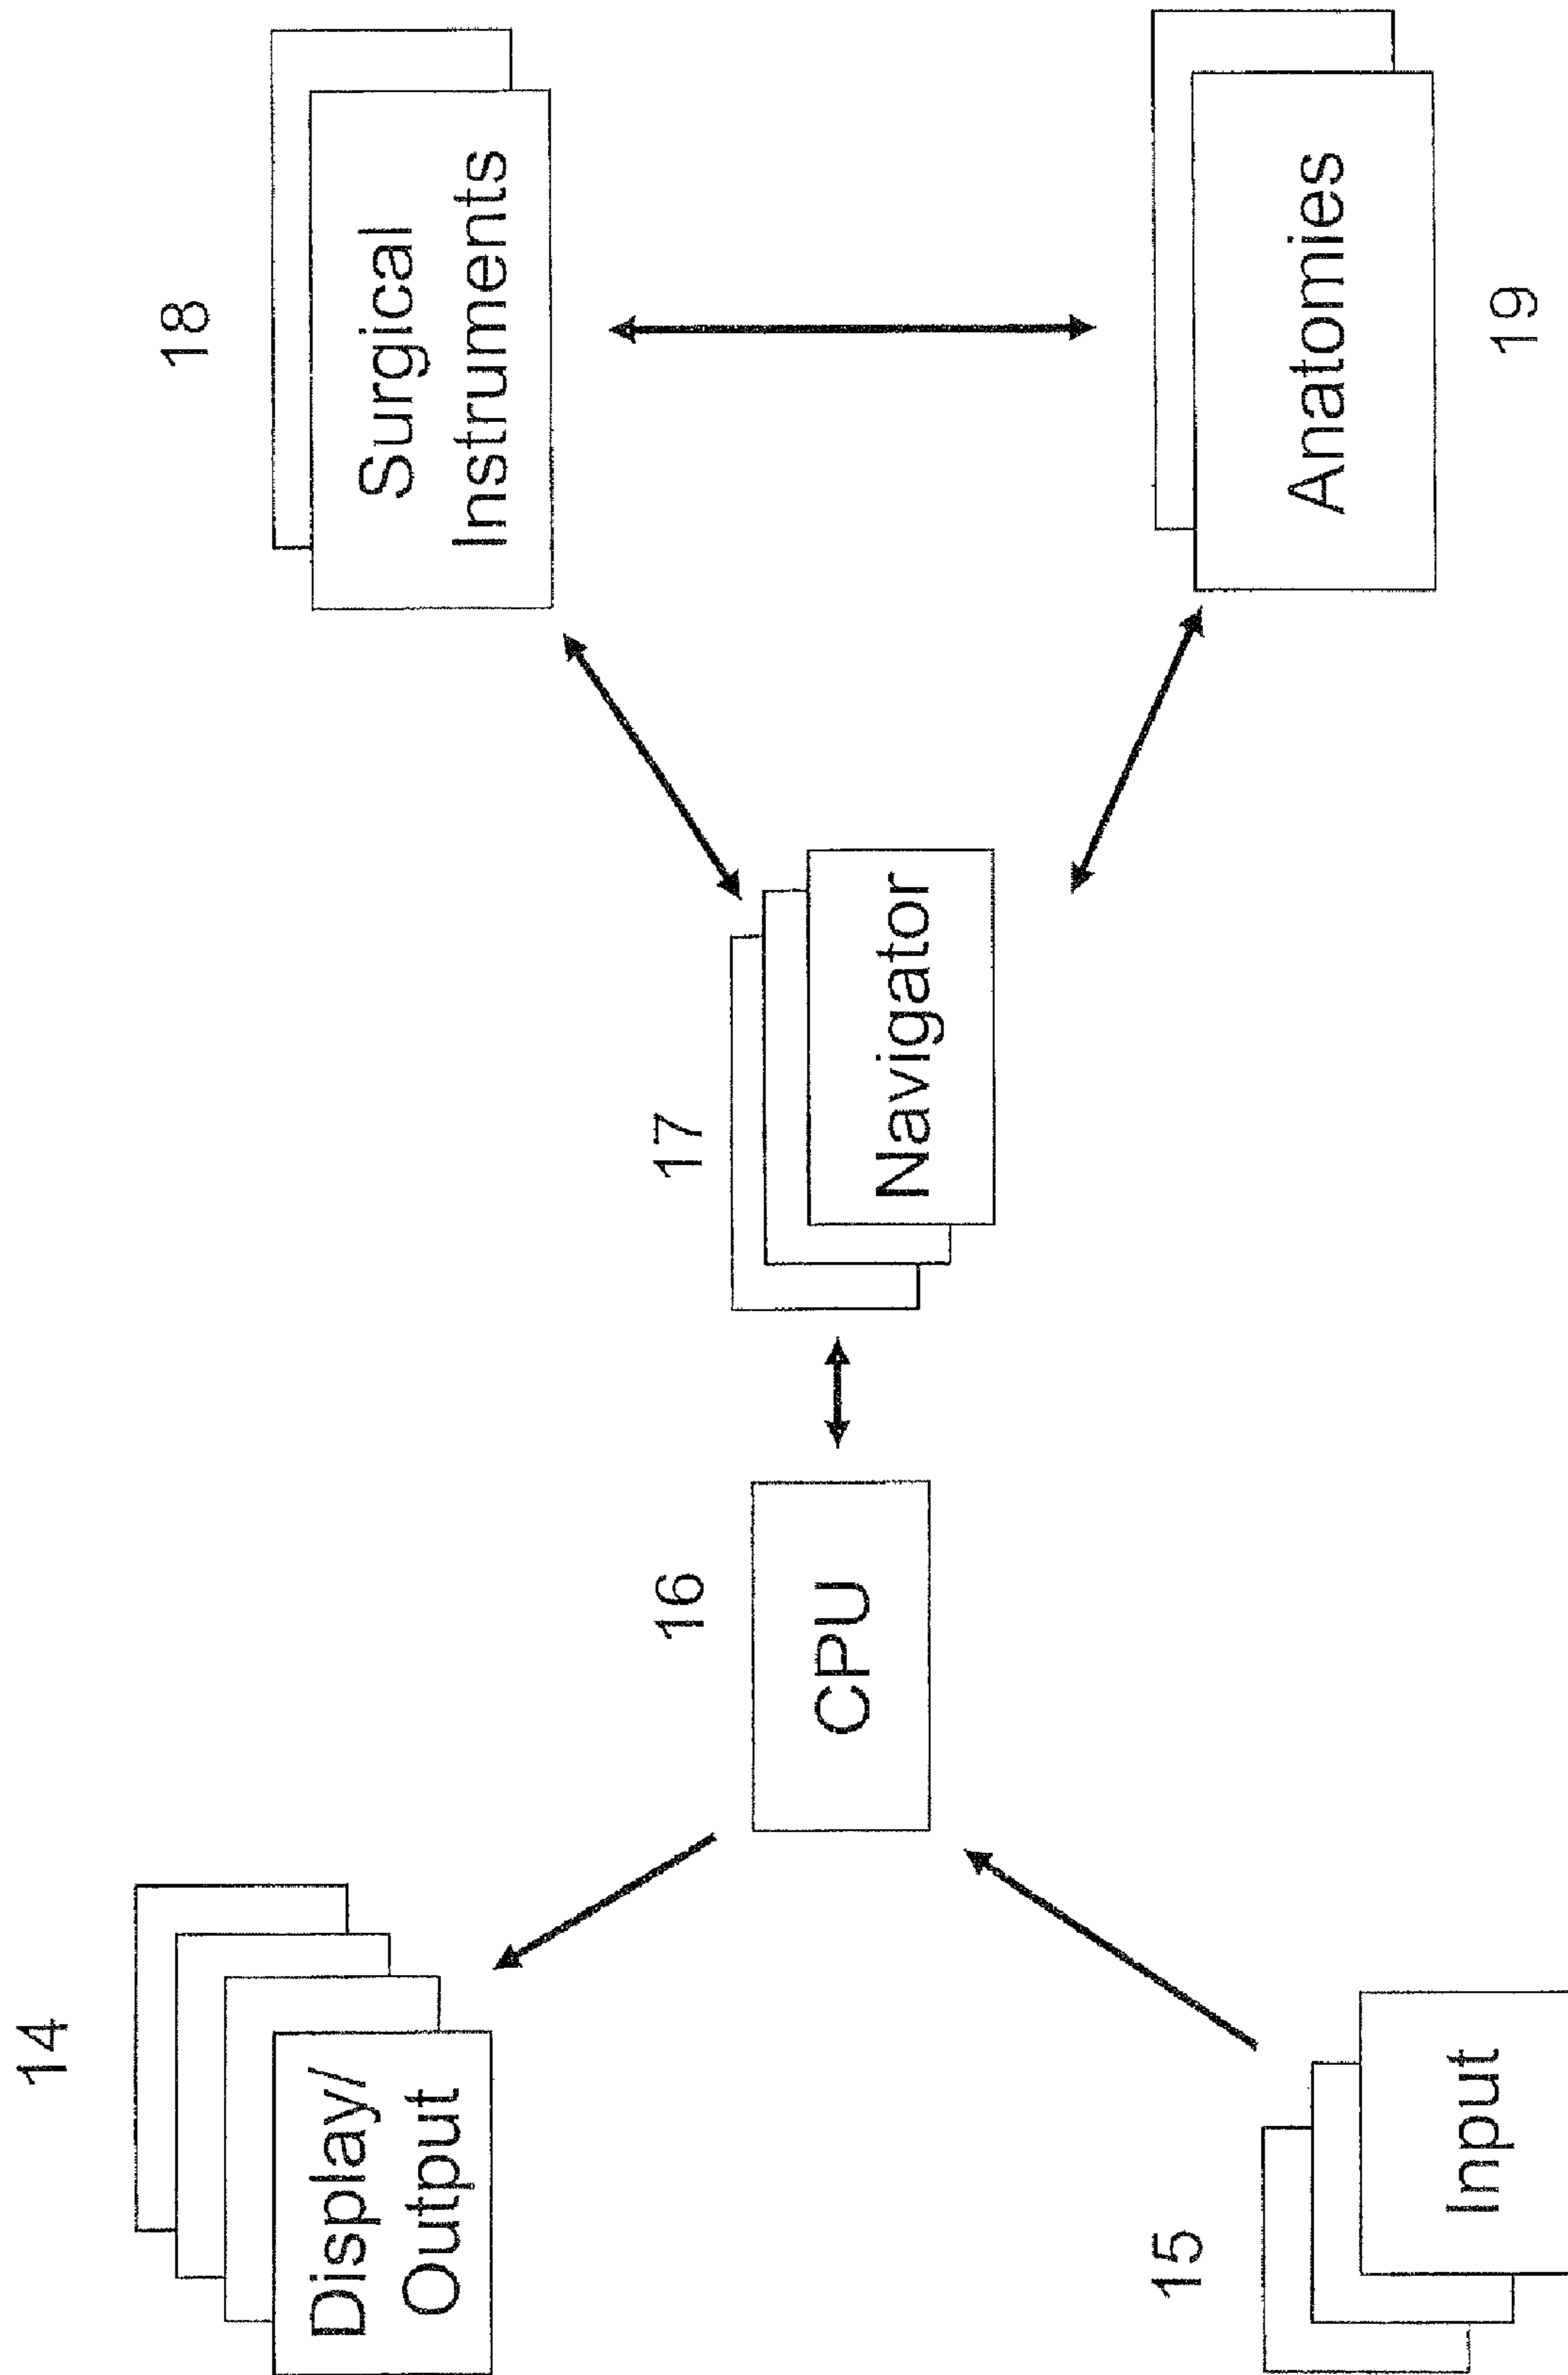 14
Display/
Output
15
Input
16
CPU
17
Navigator
18
Surgical
Instruments
Anatomies
19